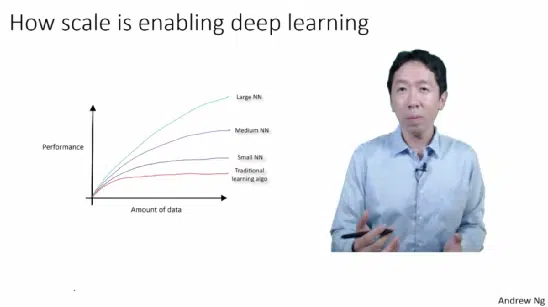 How scale is enabling deep learning
Large NN
Medium NN
Performance
Small NN
Traditional
learning algo
Amount of data
Andrew Ng